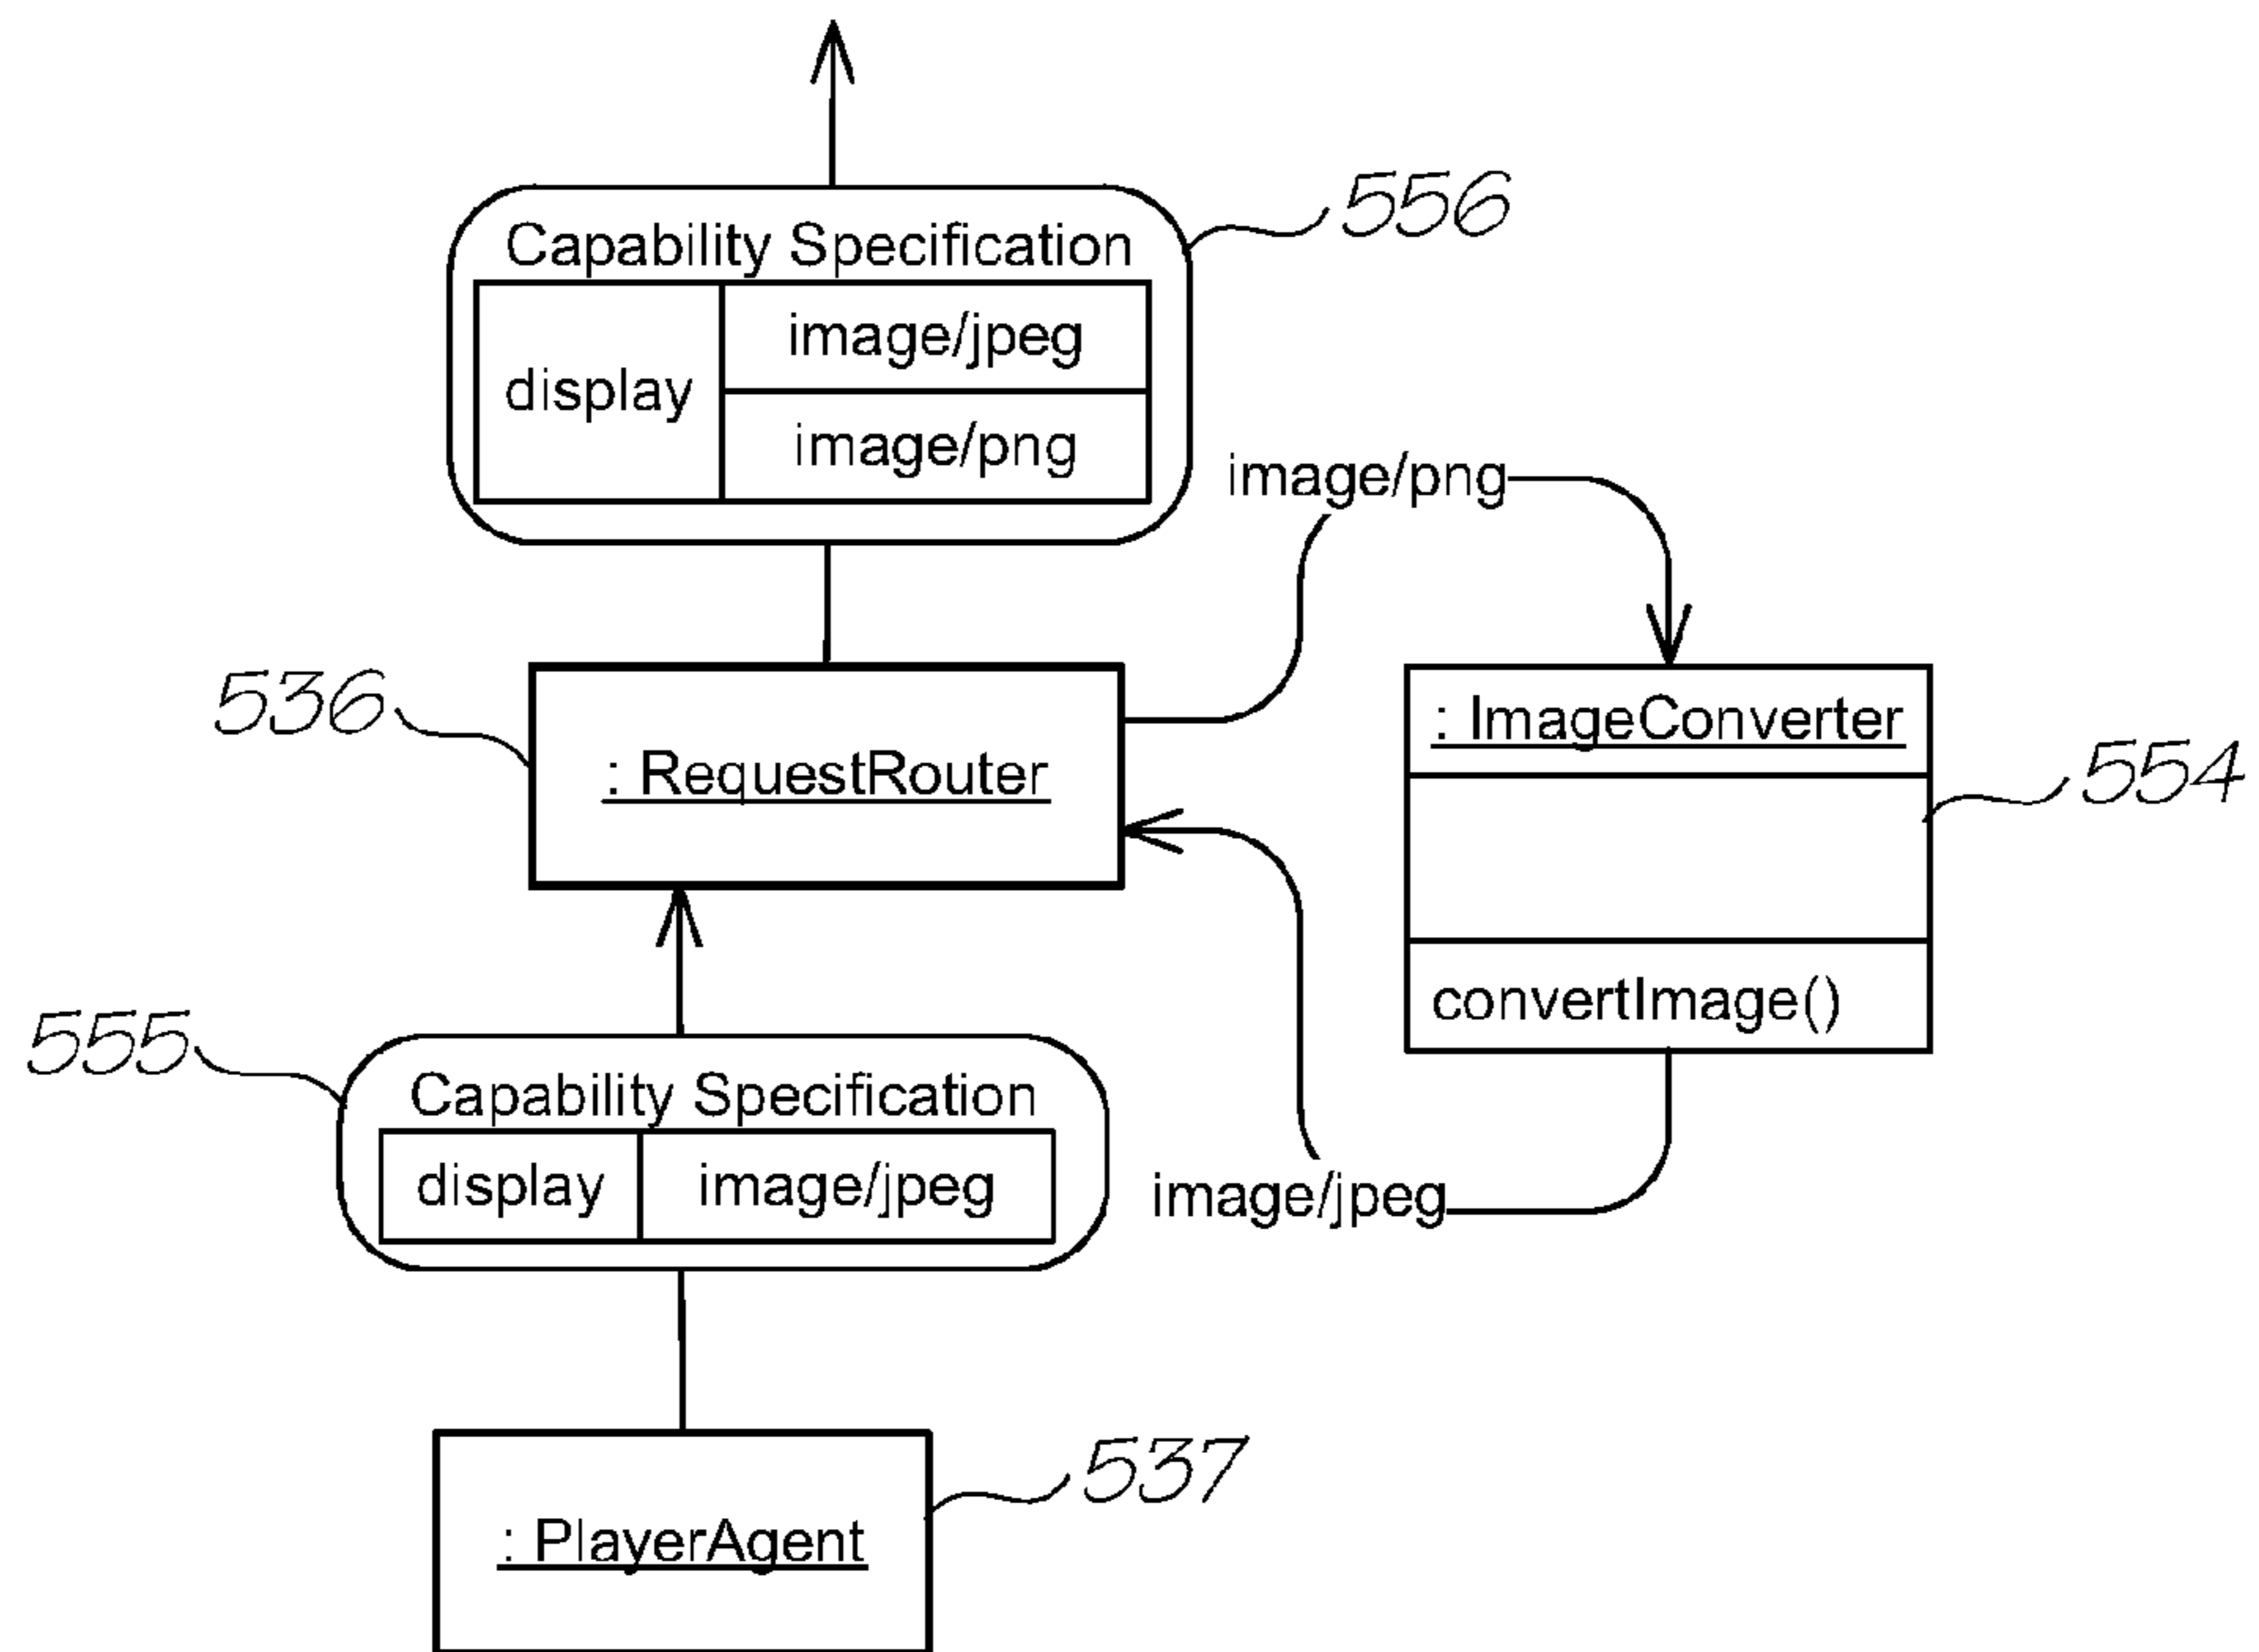 556
Capability Specification
display
image/jpeg
image/png
image/png
536
: RequestRouter
: ImageConverter
554
convertImage()
555
Capability Specification
display
image/jpeg
image/jpeg
537
: PlayerAgent